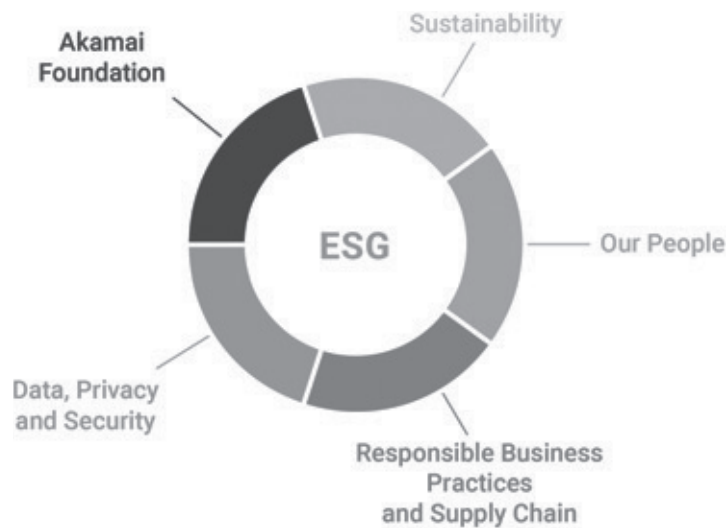 Akamai
Foundation
Sustainability
ESG
Our People
Data, Privacy
and Security
Responsible Business
Practices
and Supply Chain